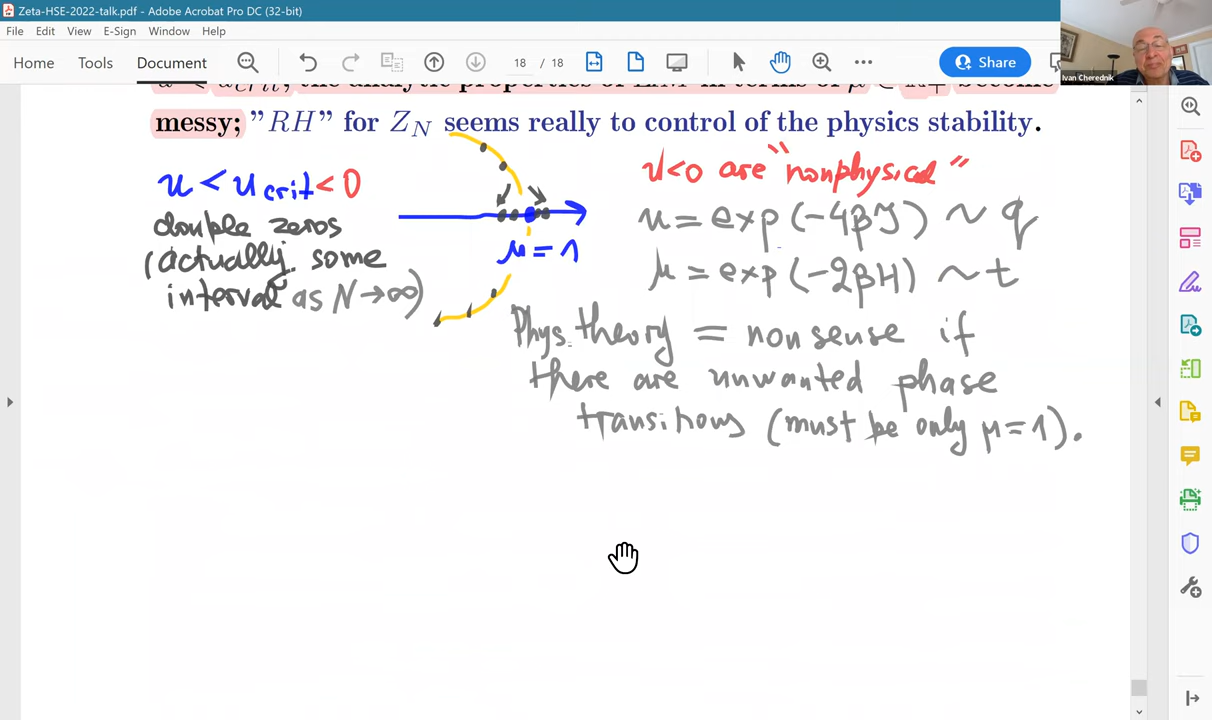 Zeta-HSE-2022-talk.pdf - Adobe Acrobat Pro DC (32-bit)
File Edit View E-Sign Window Help
Home Tools Document 18 / 18 Share
Ivan Cherednik
messy; "RH" for Z_N seems really to control of the physics stability.
u < u_crit < 0
double zeros
(actually some
interval as N→∞)
μ = 1
u<0 are "nonphysical"
u = exp(-4βJ) ~ q
μ = exp(-2βH) ~ t
Phys. theory = nonsense if
there are unwanted phase
transitions (must be only μ=1).